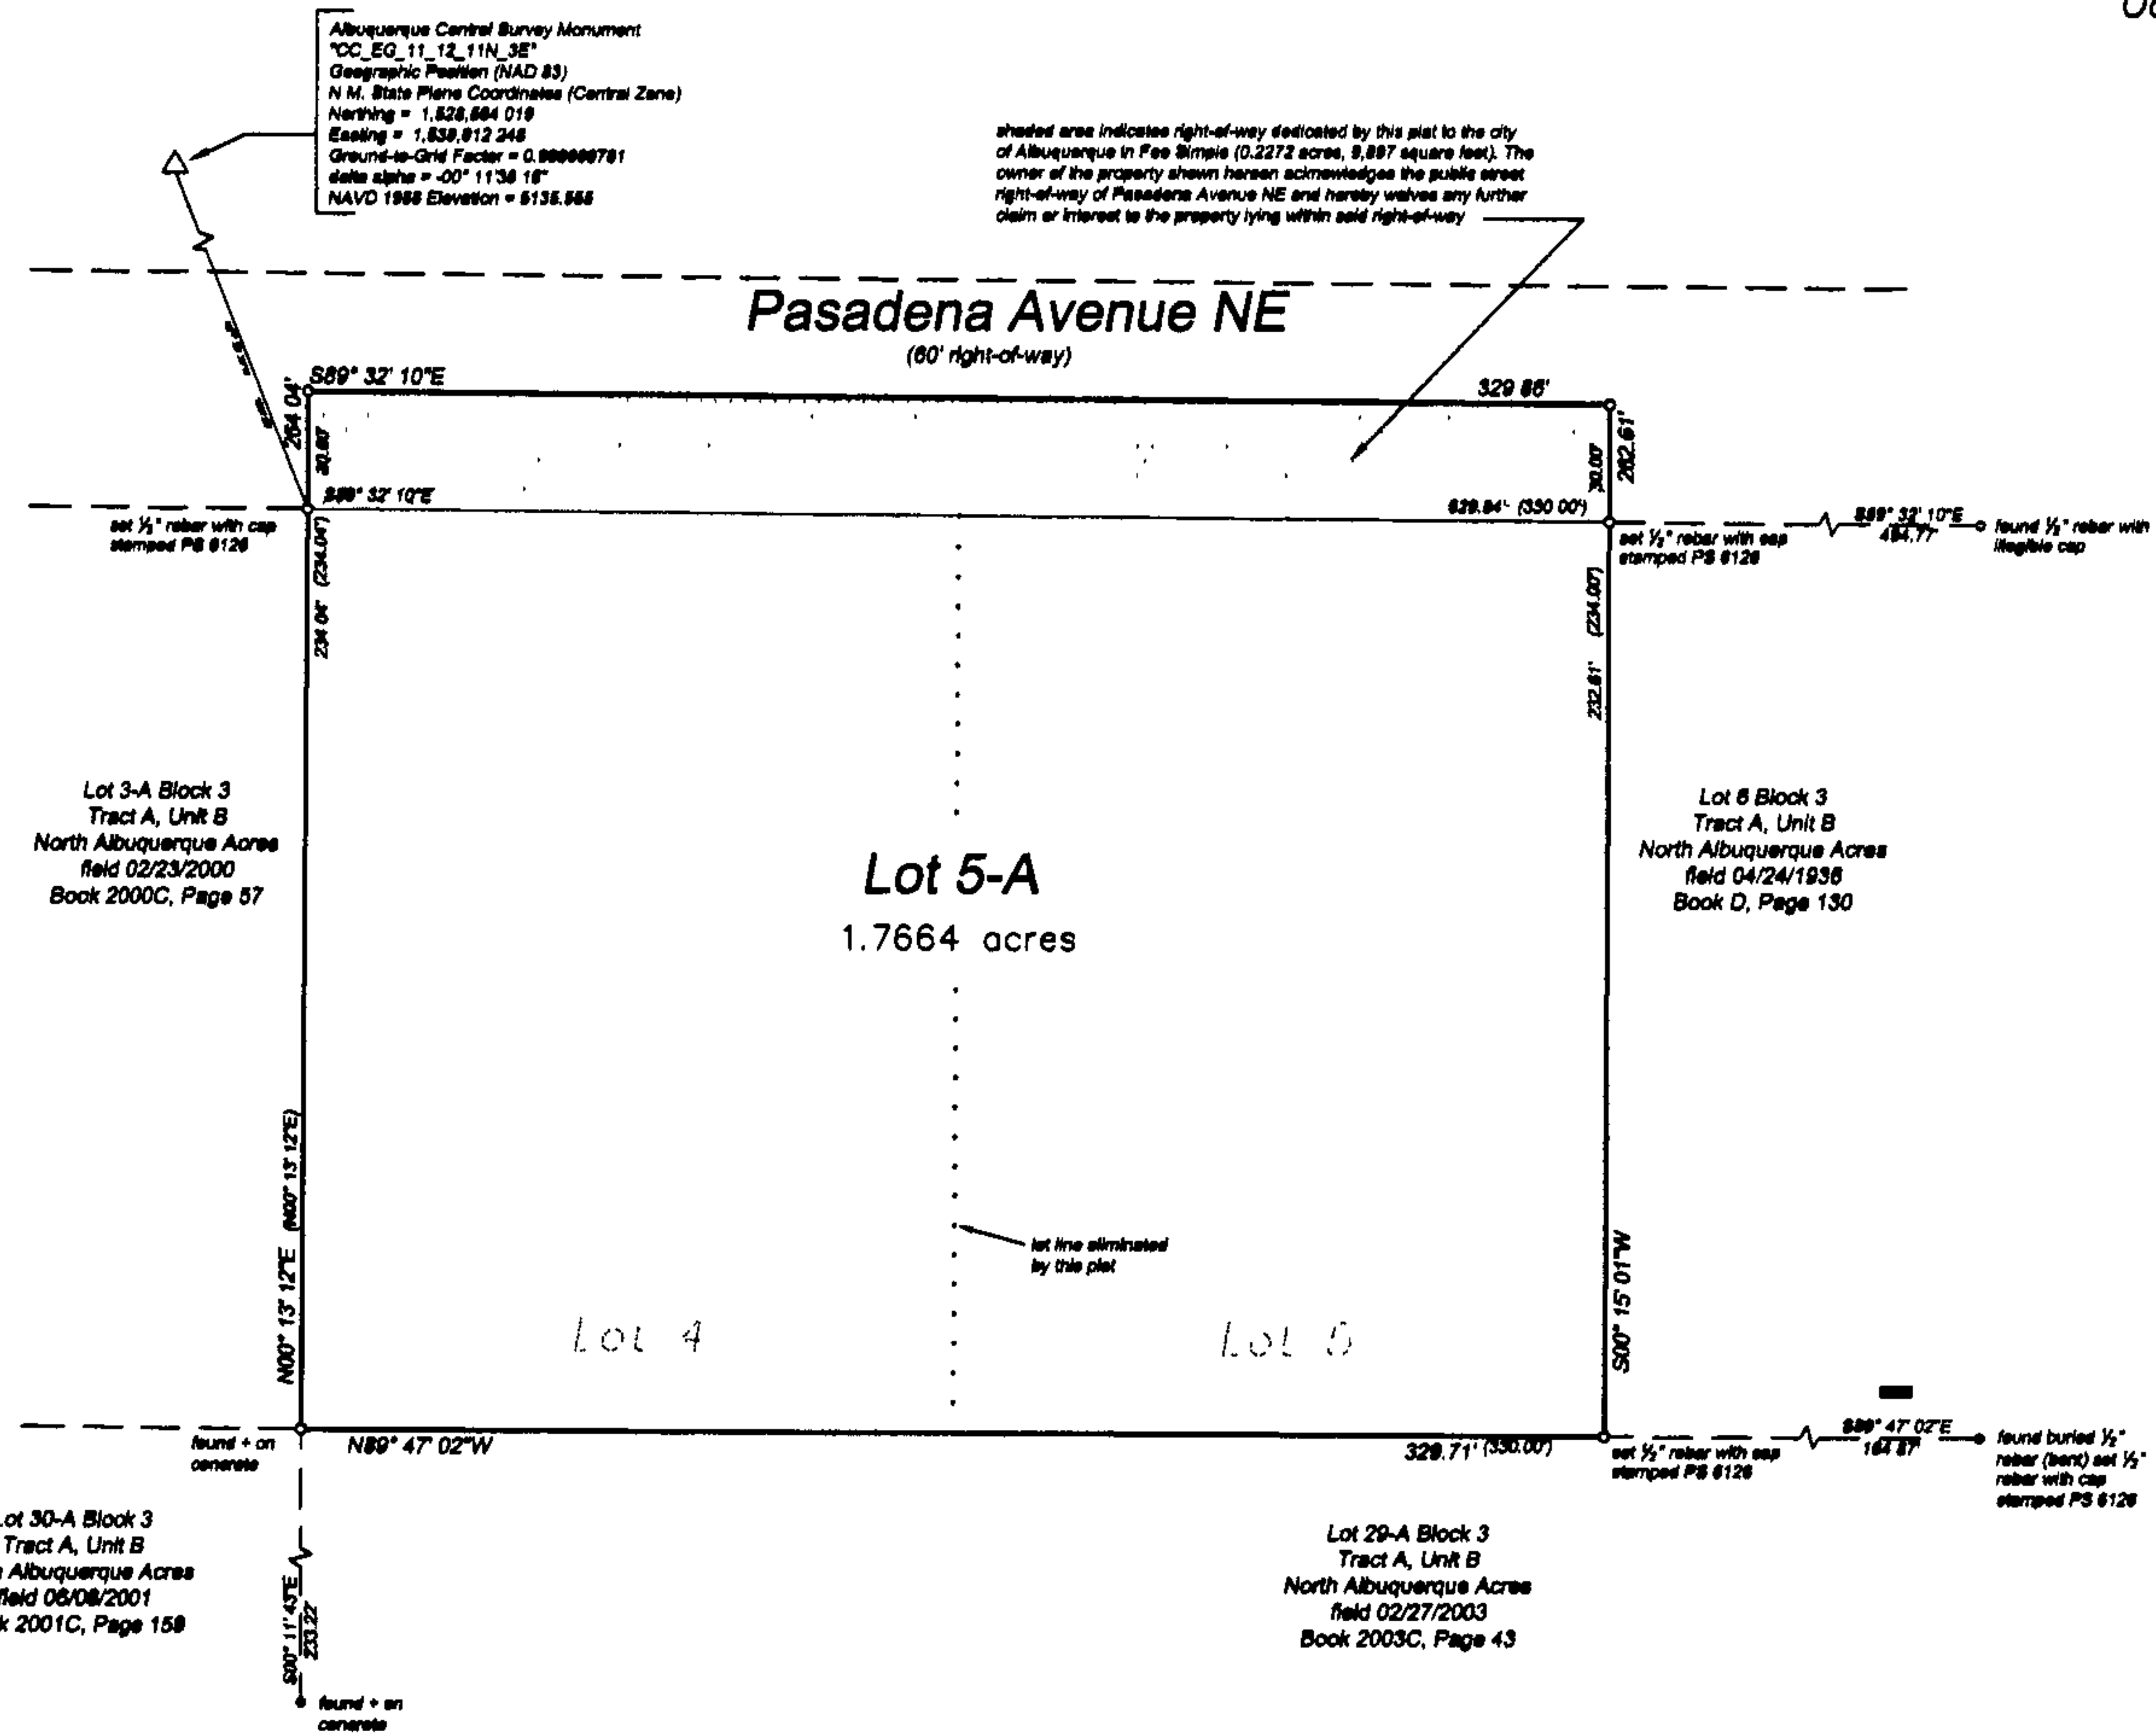 Albuquerque Central Survey Monument
"CC_EG_11_12_11N_3E"
Geographic Position (NAD 83)
N M. State Plane Coordinates (Central Zone)
Northing = 1,528,564 019
Easting =
Ground-to-Grid Factor =
delta alpha = -00° 11'36 16"
NAVD 1988 Elevation = 5135.555
shaded area indicates right-of-way dedicated by this plat to the city
of Albuquerque in Fee Simple (0.2272 acres, 9,897 square feet). The
owner of the property shown hereon acknowledges the public street
right-of-way of Pasadena Avenue NE and hereby waives any further
claim or interest to the property lying within said right-of-way
Pasadena Avenue NE
(60' right-of-way)
S89° 32' 10"E
329 86'
264 04'
30.00'
30.00'
262.61'
S89° 32' 10"E
329.84' (330 00')
set ½" rebar with cap
stamped PS 6126
set ½" rebar with cap
stamped PS 6126
S89° 32' 10"E
494.77'
found ½" rebar with
illegible cap
234 04' (234.04')
232.61' (234.00')
Lot 3-A Block 3
Tract A, Unit B
North Albuquerque Acres
field 02/23/2000
Book 2000C, Page 57
Lot 5-A
1.7664 acres
Lot 6 Block 3
Tract A, Unit B
North Albuquerque Acres
field 04/24/1936
Book D, Page 130
N00° 13' 12"E (N00° 13' 12"E)
S00° 15' 01"W
lot line eliminated
by this plat
Lot 4
Lot 5
found + on
concrete
N89° 47' 02"W
329.71' (330.00')
set ½" rebar with cap
stamped PS 6126
S89° 47' 02"E
164 87'
found buried ½"
rebar (bent) set ½"
rebar with cap
stamped PS 6126
Lot 30-A Block 3
Tract A, Unit B
Albuquerque Acres
field 06/08/2001
2001C, Page 159
S00° 11' 43"E
233.22'
found + on
concrete
Lot 29-A Block 3
Tract A, Unit B
North Albuquerque Acres
field 02/27/2003
Book 2003C, Page 43